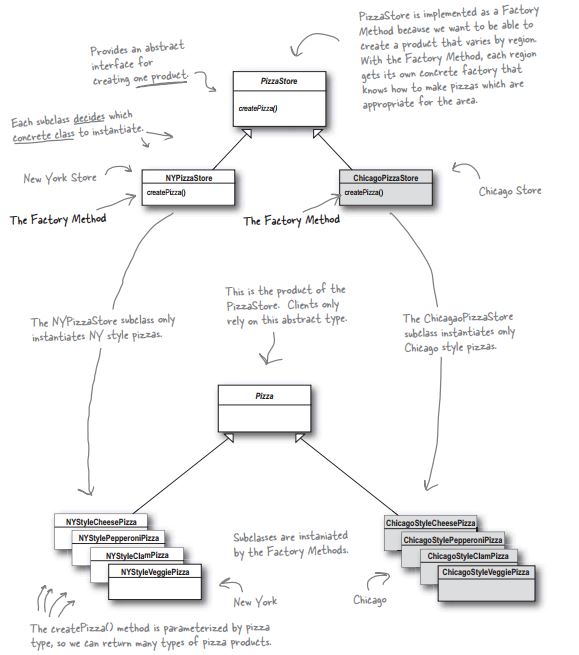 PizzaStore is implemented as a Factory
Method because we want to be able to
create a product that varies by region.
With the Factory Method, each region
gets its own concrete factory that
knows how to make pizzas which are
appropriate for the area.
Provides an abstract
interface for
creating one product.
PizzaStore
createPizza()
Each subclass decides which
concrete class to instantiate.
New York Store
NYPizzaStore
createPizza()
ChicagoPizzaStore
createPizza()
Chicago Store
The Factory Method
The Factory Method
This is the product of the
PizzaStore. Clients only
rely on this abstract type.
The NYPizzaStore subclass only
instantiates NY style pizzas.
The ChicagaoPizzaStore
subclass instantiates only
Chicago style pizzas.
Pizza
NYStyleCheesePizza
NYStylePepperoniPizza
NYStyleClamPizza
NYStyleVeggiePizza
Subclasses are instaniated
by the Factory Methods.
ChicagoStyleCheesePizza
ChicagoStylePepperoniPizza
ChicagoStyleClamPizza
ChicagoStyleVeggiePizza
New York
Chicago
The createPizza() method is parameterized by pizza
type, so we can return many types of pizza products.